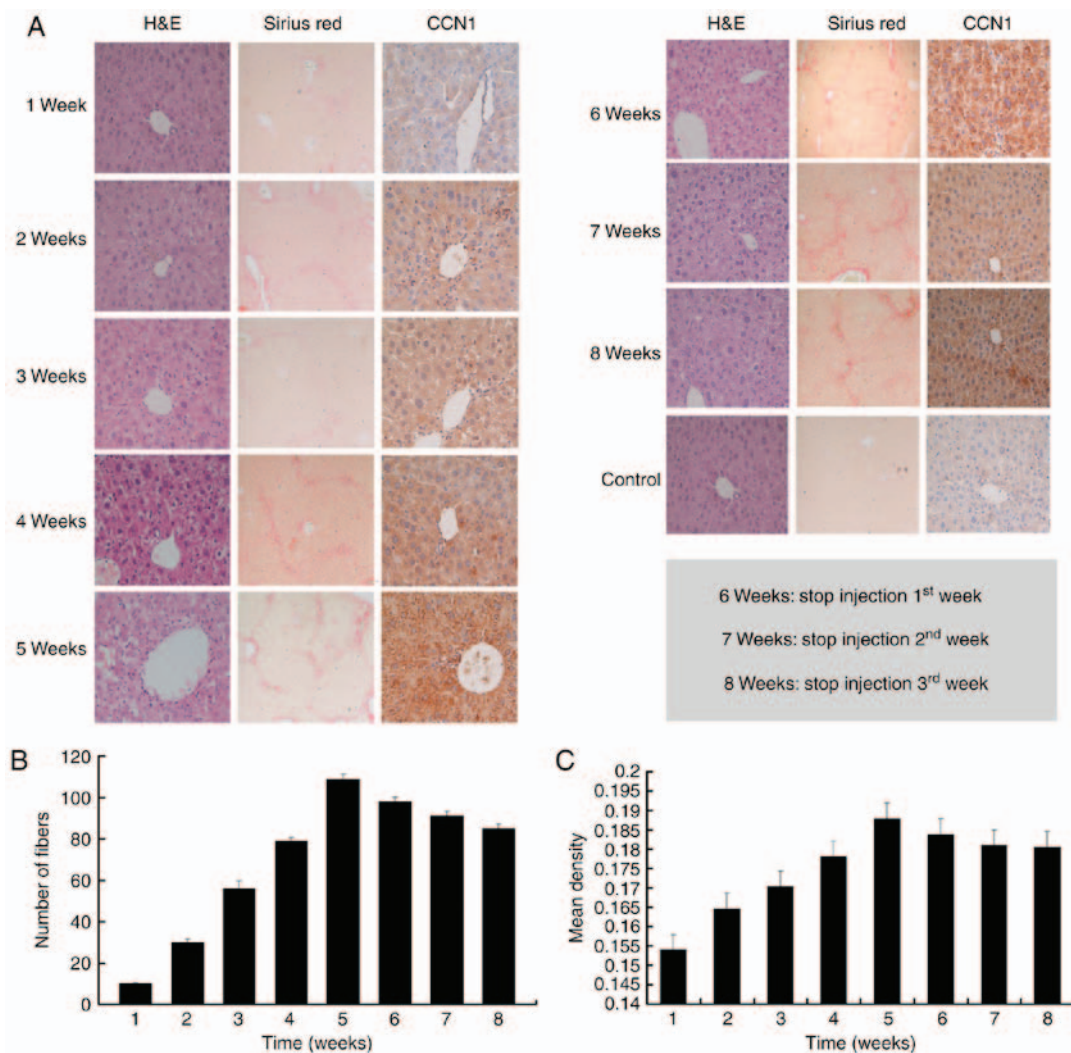 A
H&E Sirius red CCN1
1 Week
2 Weeks
3 Weeks
4 Weeks
5 Weeks
H&E Sirius red CCN1
6 Weeks
7 Weeks
8 Weeks
Control
6 Weeks: stop injection 1st week
7 Weeks: stop injection 2nd week
8 Weeks: stop injection 3rd week
B
Number of fibers
120
100
80
60
40
20
0
1 2 3 4 5 6 7 8
Time (weeks)
C
Mean density
0.2
0.195
0.19
0.185
0.18
0.175
0.17
0.165
0.16
0.155
0.15
0.145
0.14
1 2 3 4 5 6 7 8
Time (weeks)